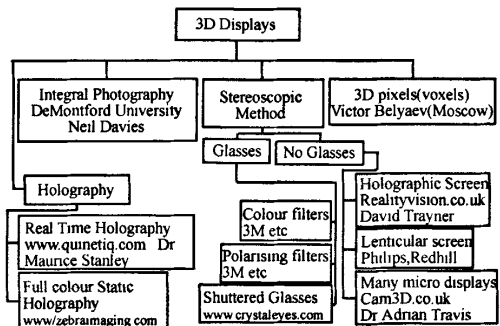 3D Displays
Integral Photography
DeMontford University
Neil Davies
Stereoscopic
Method
3D pixels(voxels)
Victor Belyaev(Moscow)
Glasses
No Glasses
Holography
Real Time Holography
www.quinetiq.com Dr
Maurice Stanley
Full colour Static
Holography
www/zebraimaging.com
Colour filters
3M etc
Polarising filters
3M etc
Shuttered Glasses
www.crystaleyes.com
Holographic Screen
Realityvision.co.uk
David Trayner
Lenticular screen
Philips,Redhill
Many micro displays
Cam3D.co.uk
Dr Adrian Travis